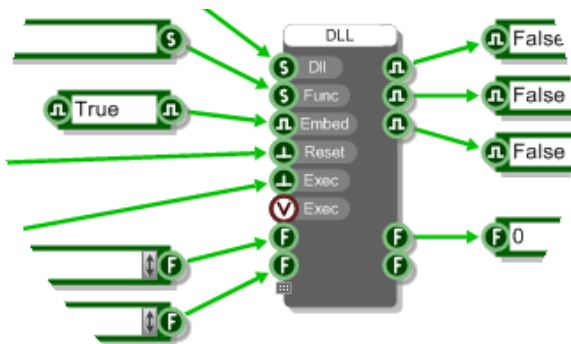 DLL
False
S
S Dll
S Func
True
Embed
False
Reset
False
Exec
V Exec
F F F 0
F F F
F